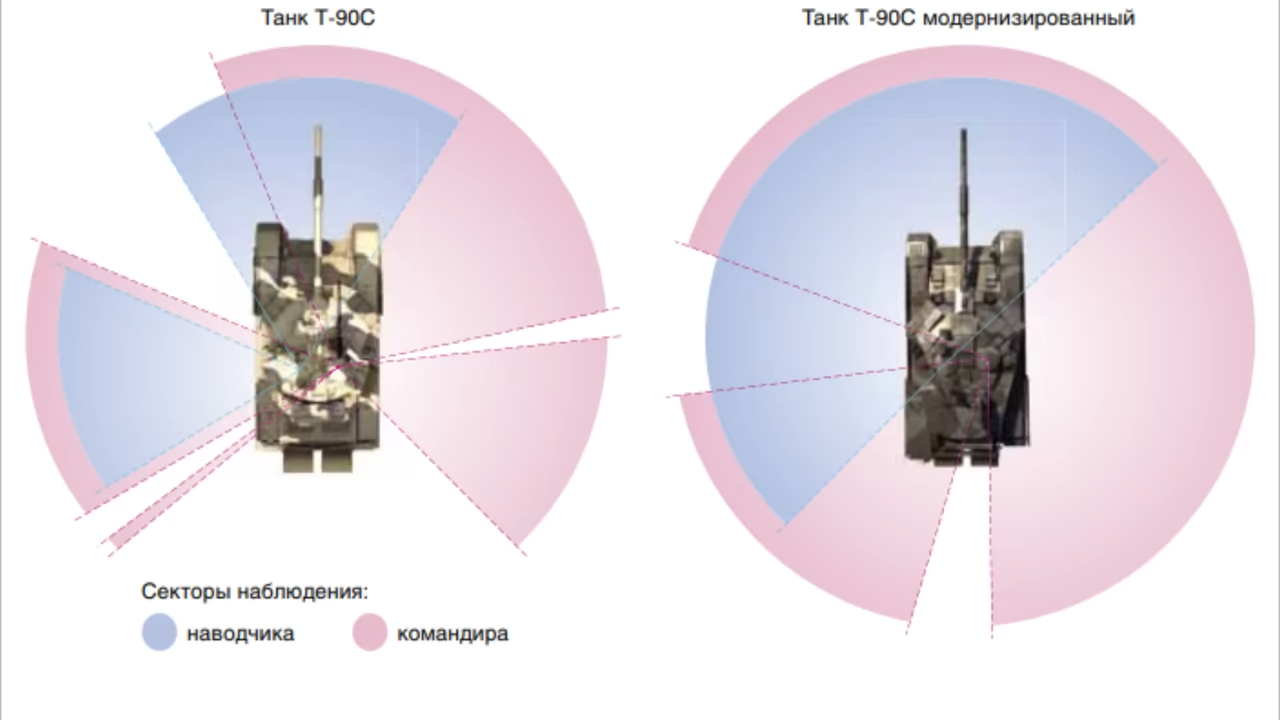 Танк Т-90С
Танк Т-90С модернизированный
Секторы наблюдения:
наводчика
командира